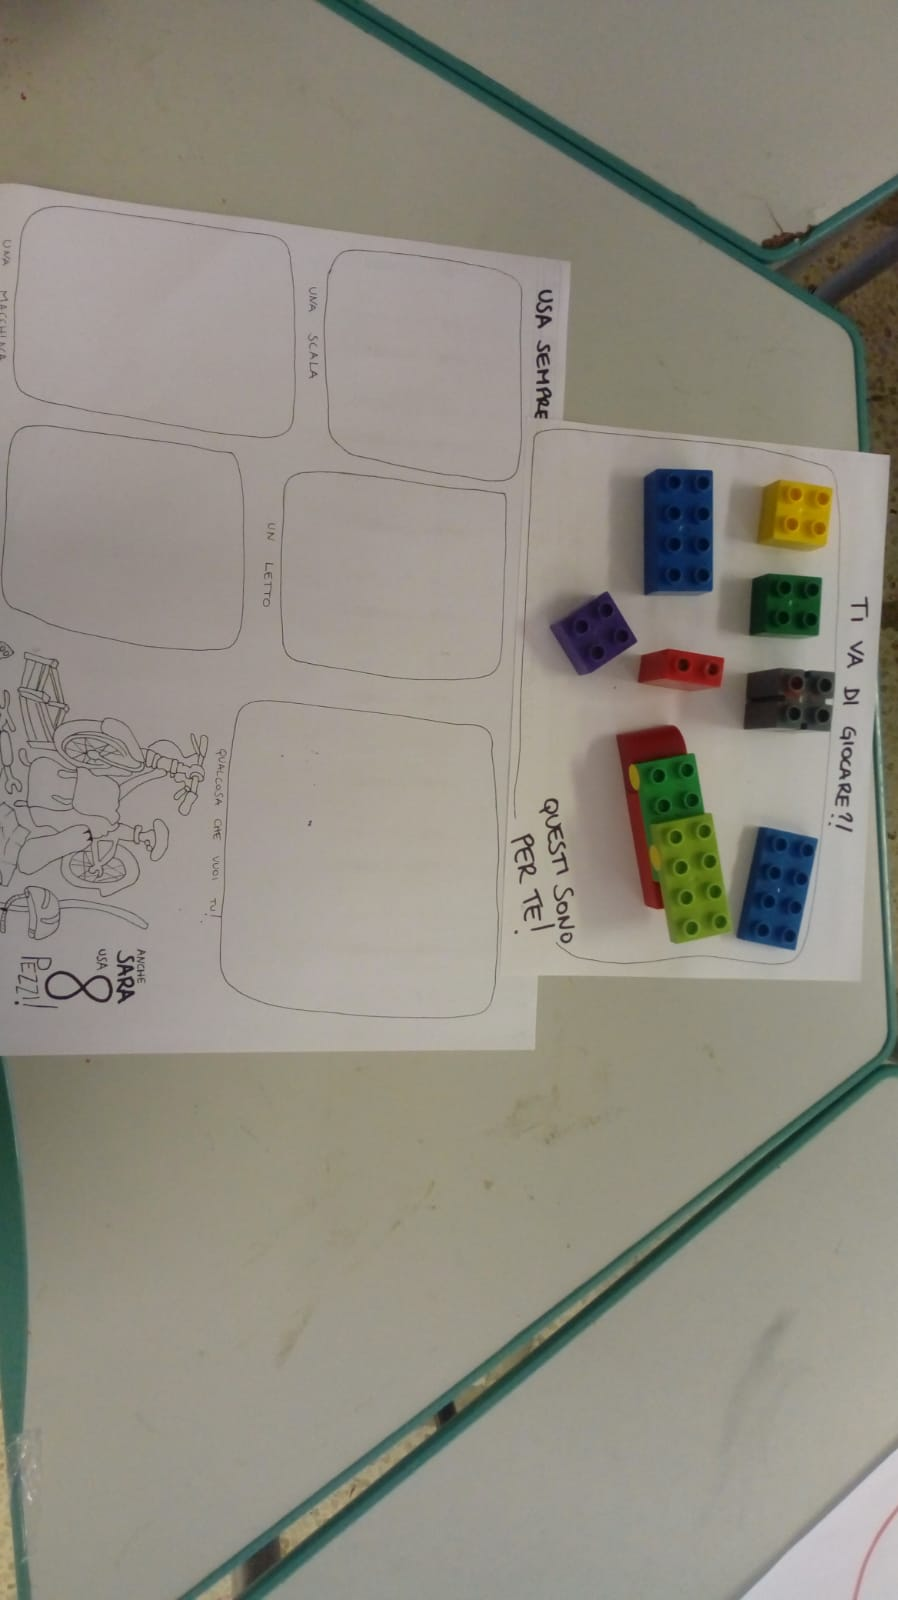 TI VA DI GIOCARE?!
QUESTI SONO
PER TE!
USA SEMPRE
UNA SCALA
UNA MACCHINA
UN LETTO
QUALCOSA CHE VUOI TU!
ANCHE
SARA
USA
8
PEZZI!